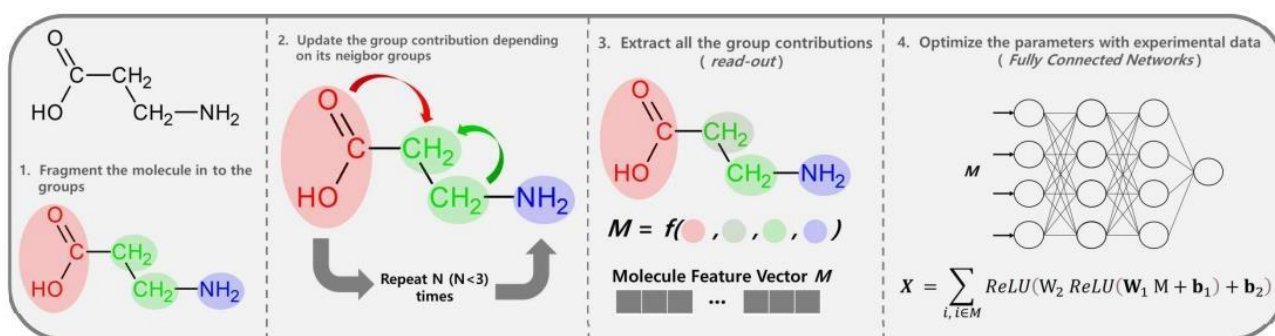 O
C
CH2
HO
CH2
NH2
1. Fragment the molecule in to the
groups
O
C
CH2
HO
CH2
NH2
2. Update the group contribution depending
on its neighbor groups
O
C
CH2
HO
CH2
NH2
Repeat N (N<3)
times
3. Extract all the group contributions
( read-out )
O
C
CH2
HO
CH2
NH2
M = f( , , , )
Molecule Feature Vector M
...
4. Optimize the parameters with experimental data
( Fully Connected Networks )
M
X = ∑ ReLU(W2 ReLU(W1 M + b1) + b2)
i, i∈M